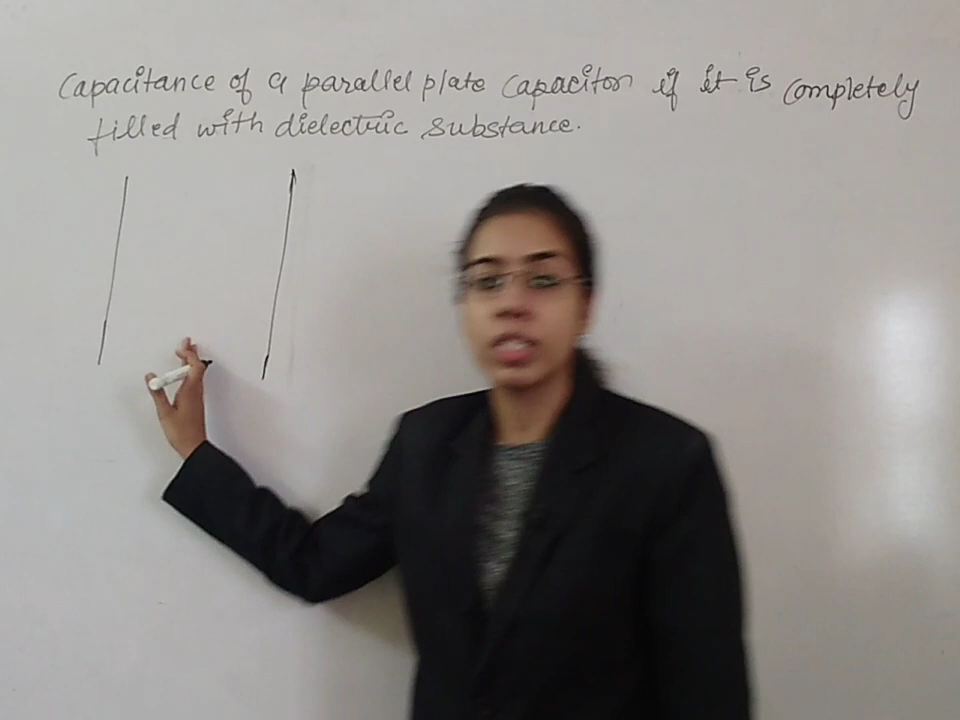 Capacitance of a parallel plate capacitor if it is completely
filled with dielectric substance.